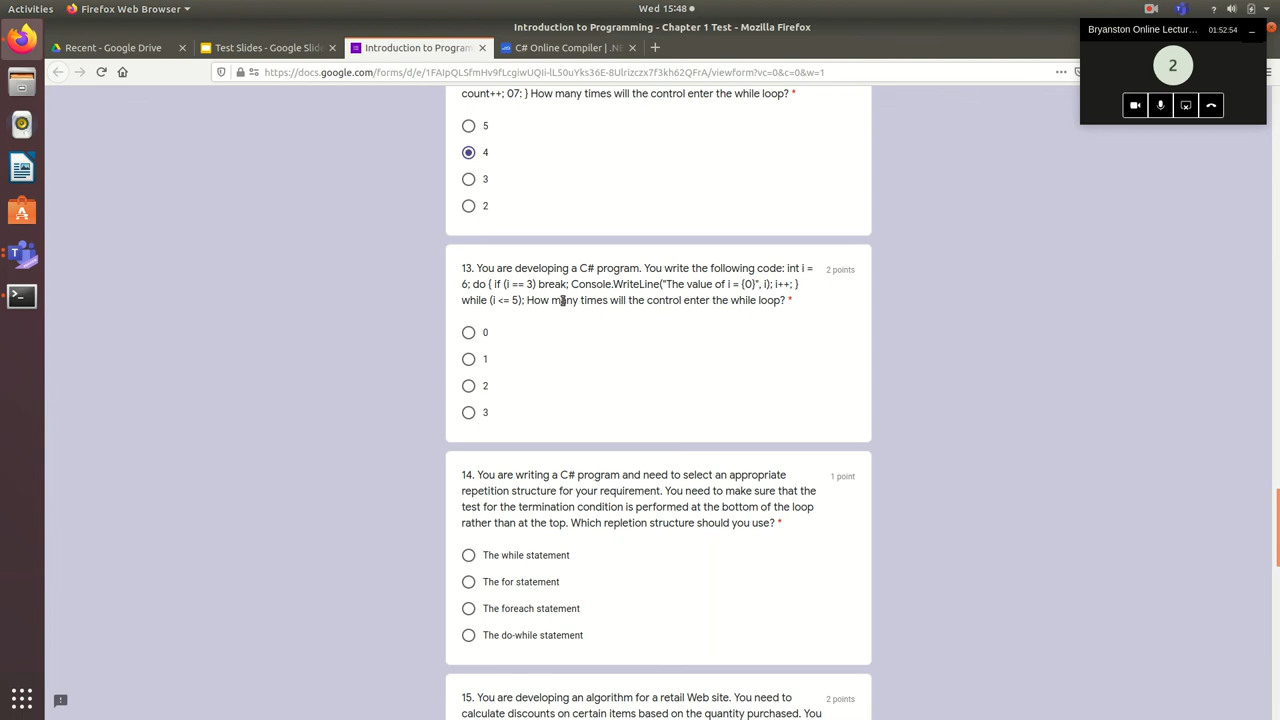 Activities
Firefox Web Browser
Wed 15:48
Introduction to Programming - Chapter 1 Test - Mozilla Firefox
Recent - Google Drive
Test Slides - Google Slide
Introduction to Program
C# Online Compiler | .NE
https://docs.google.com/forms/d/e/1FAIpQLSfmHv9fLcgiwUQIi-lL50uYks36E-8Ulrizczx7f3kh62QFrA/viewform?vc=0&c=0&w=1
Bryanston Online Lectur...
01:52:54
2
count++; 07: } How many times will the control enter the while loop? *
5
4
3
2
13. You are developing a C# program. You write the following code: int i =
6; do { if (i == 3) break; Console.WriteLine("The value of i = {0}", i); i++; }
while (i <= 5); How many times will the control enter the while loop? *
2 points
0
1
2
3
14. You are writing a C# program and need to select an appropriate
repetition structure for your requirement. You need to make sure that the
test for the termination condition is performed at the bottom of the loop
rather than at the top. Which repletion structure should you use? *
1 point
The while statement
The for statement
The foreach statement
The do-while statement
15. You are developing an algorithm for a retail Web site. You need to
calculate discounts on certain items based on the quantity purchased. You
2 points